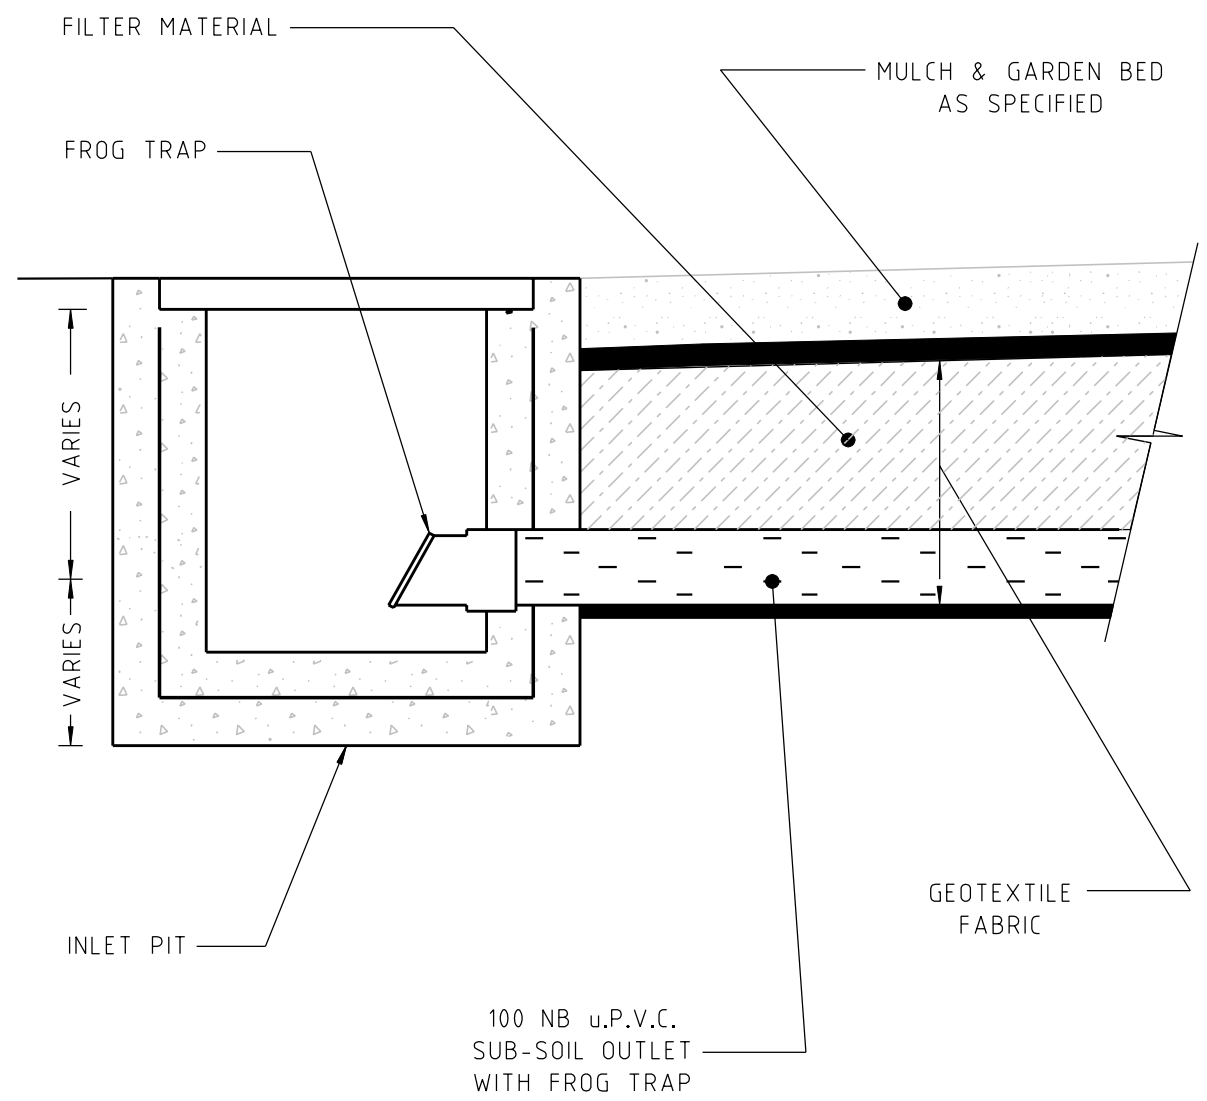 FILTER MATERIAL
MULCH & GARDEN BED
AS SPECIFIED
FROG TRAP
VARIES
VARIES
GEOTEXTILE
FABRIC
INLET PIT
100 NB u.P.V.C.
SUB-SOIL OUTLET
WITH FROG TRAP